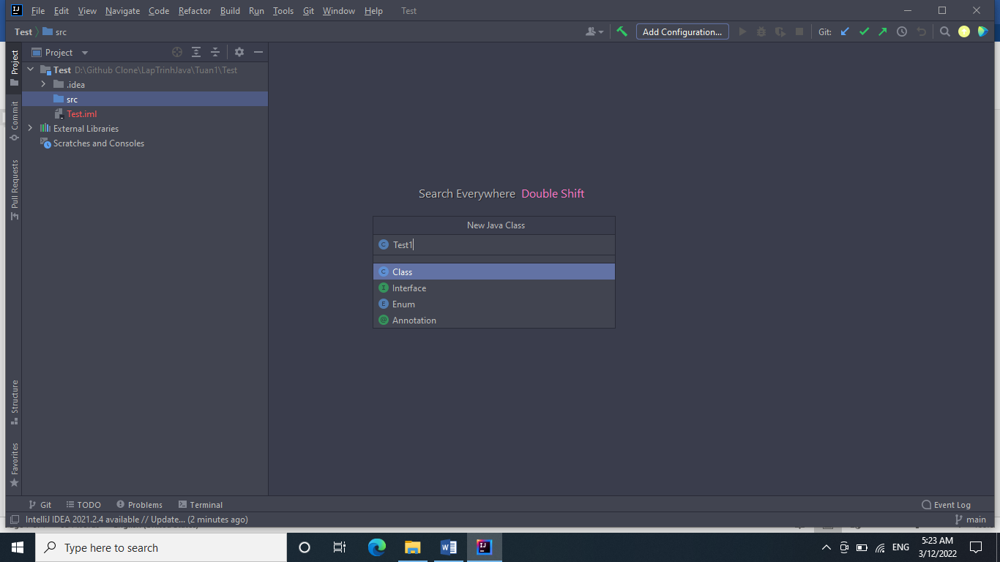 File Edit View Navigate Code Refactor Build Run Tools Git Window Help Test
Test src
Add Configuration...
Git:
Project
Project
Test D:\Github Clone\LapTrinhJava\Tuan1\Test
.idea
src
Test.iml
External Libraries
Scratches and Consoles
Commit
Pull Requests
Structure
Favorites
Search Everywhere Double Shift
New Java Class
Test1
Class
Interface
Enum
Annotation
Git TODO Problems Terminal
Event Log
IntelliJ IDEA 2021.2.4 available // Update... (2 minutes ago)
main
Type here to search
ENG
5:23 AM
3/12/2022